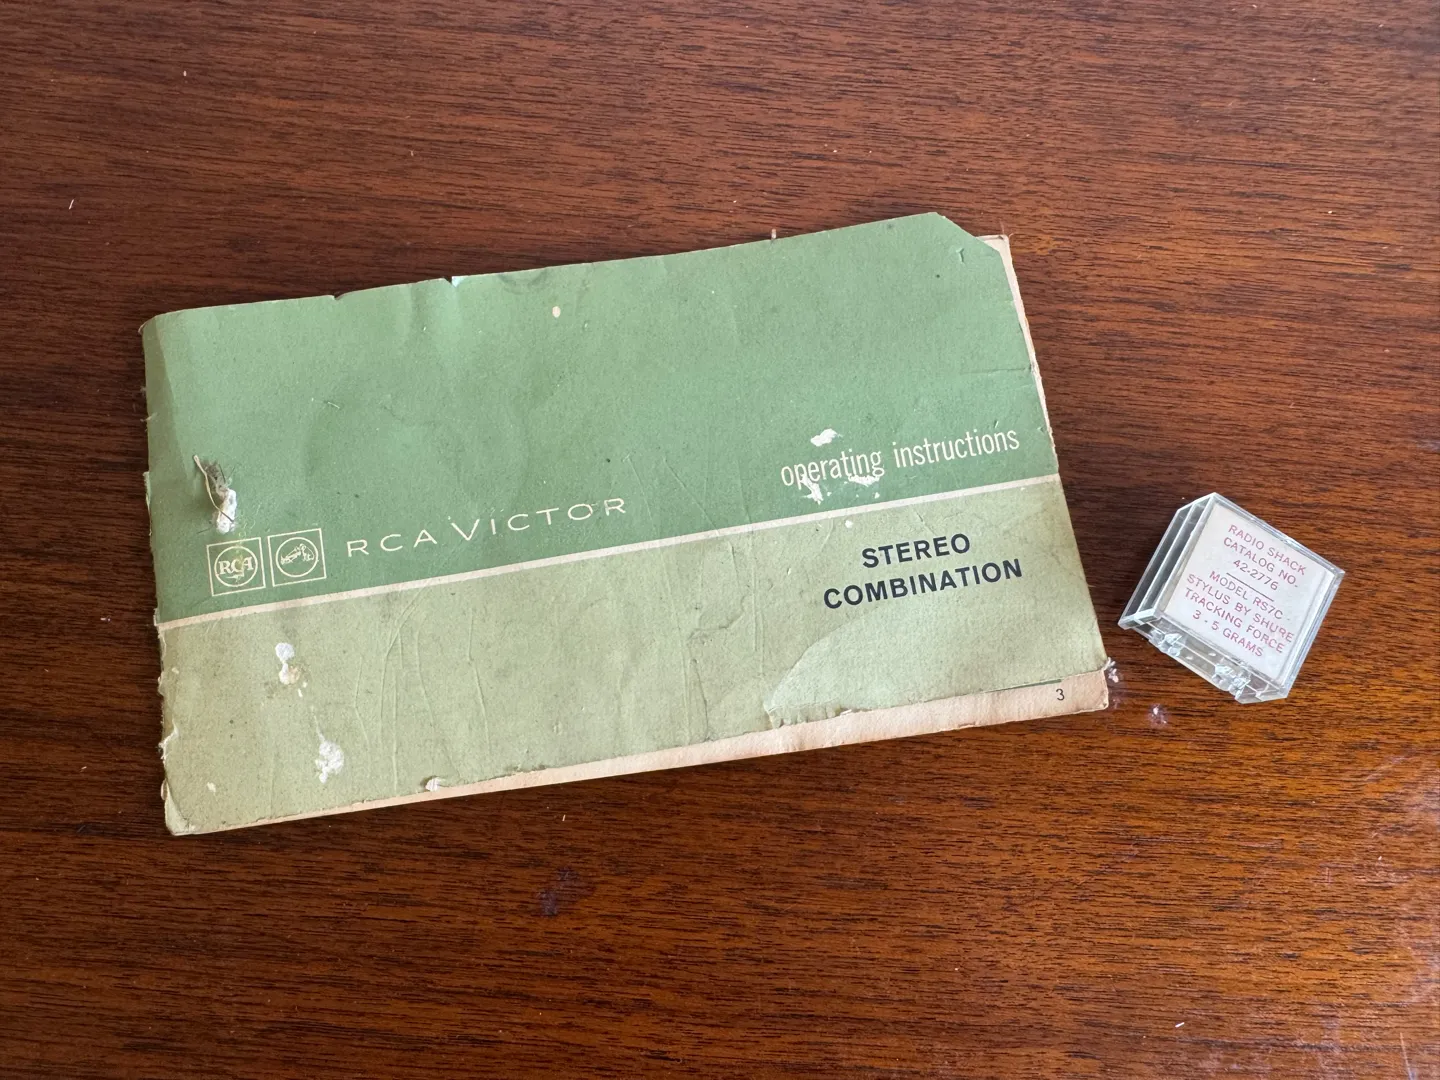 operating instructions
RCA
RCA VICTOR
STEREO
COMBINATION
3
RADIO SHACK
CATALOG NO.
42-2776
MODEL RS7C
STYLUS BY SHURE
TRACKING FORCE
3 - 5 GRAMS